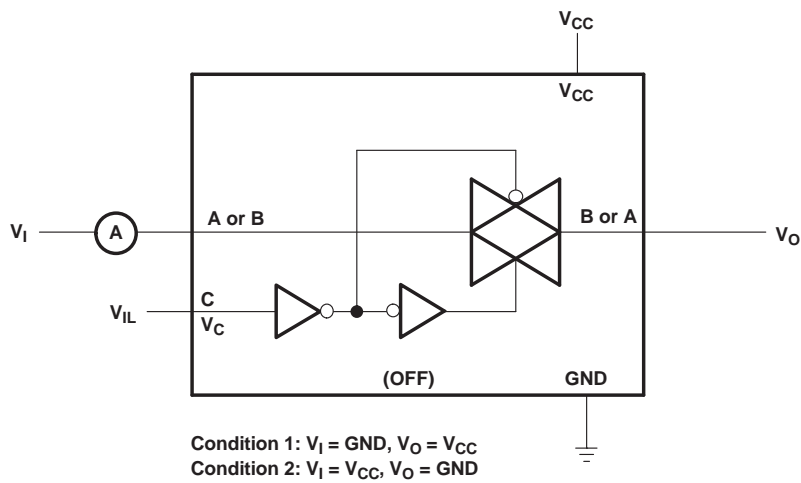 VCC
VCC
A or B
B or A
VI
A
VO
C
VIL
VC
(OFF)
GND
Condition 1: VI = GND, VO = VCC
Condition 2: VI = VCC, VO = GND